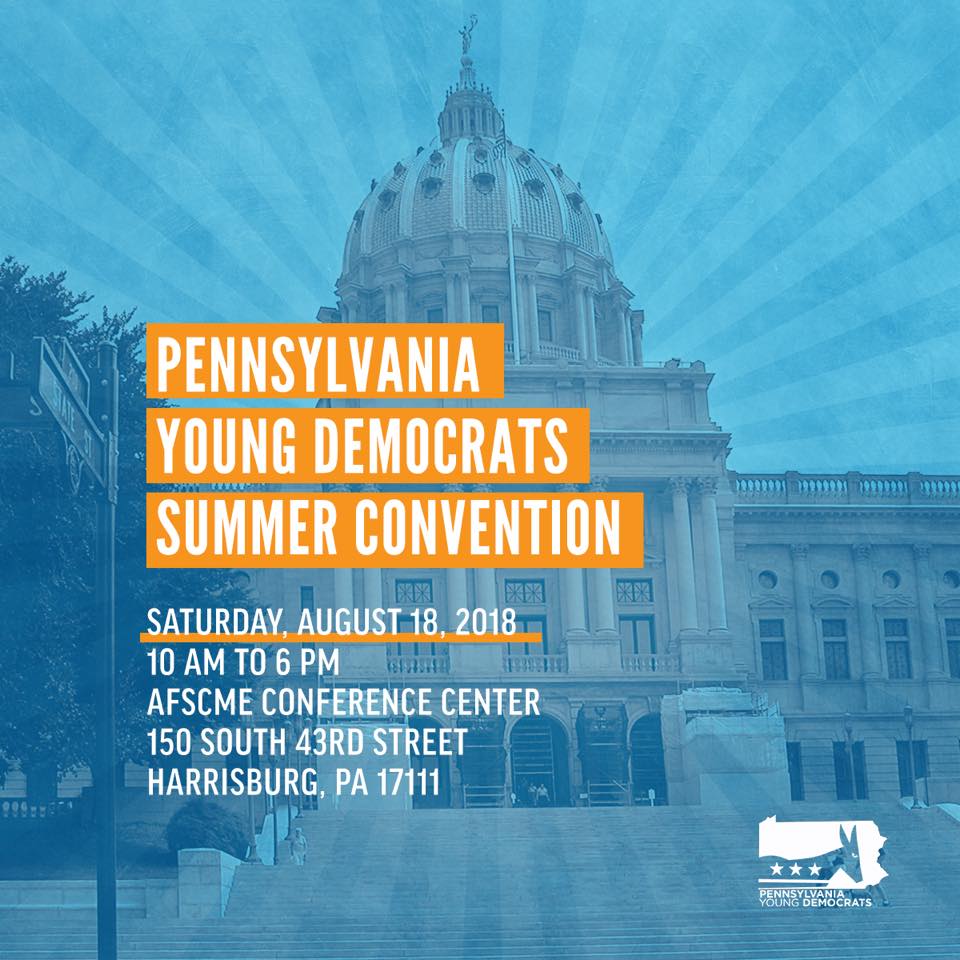 PENNSYLVANIA
YOUNG DEMOCRATS
SUMMER CONVENTION
SATURDAY, AUGUST 18, 2018
10 AM TO 6 PM
AFSCME CONFERENCE CENTER
150 SOUTH 43RD STREET
HARRISBURG, PA 17111
PENNSYLVANIA
YOUNG DEMOCRATS